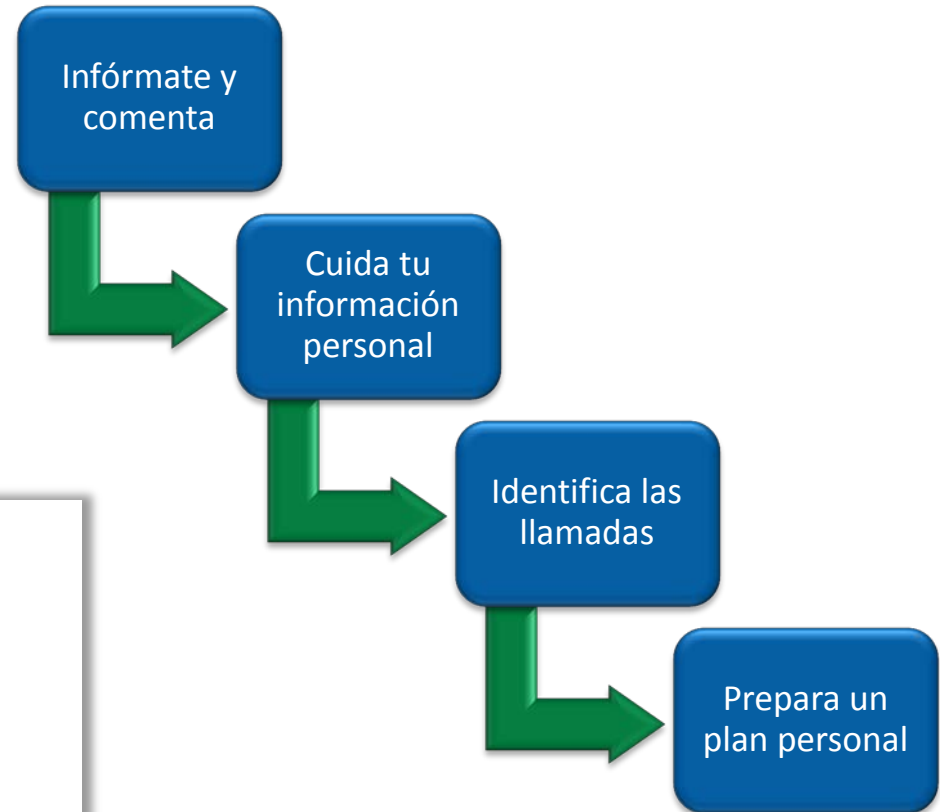 Infórmate y
comenta
Cuida tu
información
personal
Identifica las
llamadas
Prepara un
plan personal